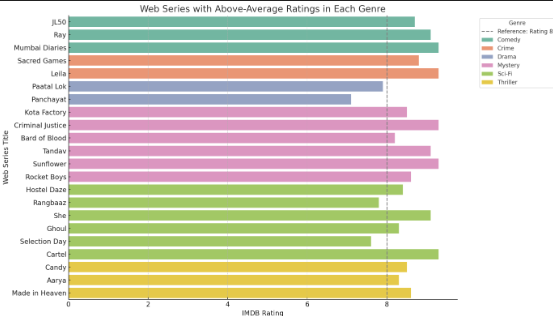 Web Series with Above-Average Ratings in Each Genre
JL50
Ray
Mumbai Diaries
Sacred Games
Leila
Paatal Lok
Panchayat
Kota Factory
Criminal Justice
Bard of Blood
Tandav
Sunflower
Rocket Boys
Hostel Daze
Rangbaaz
She
Ghoul
Selection Day
Cartel
Candy
Aarya
Made in Heaven
Web Series Title
0 2 4 6 8
IMDB Rating
Genre
Reference: Rating 8
Comedy
Crime
Drama
Mystery
Sci-Fi
Thriller